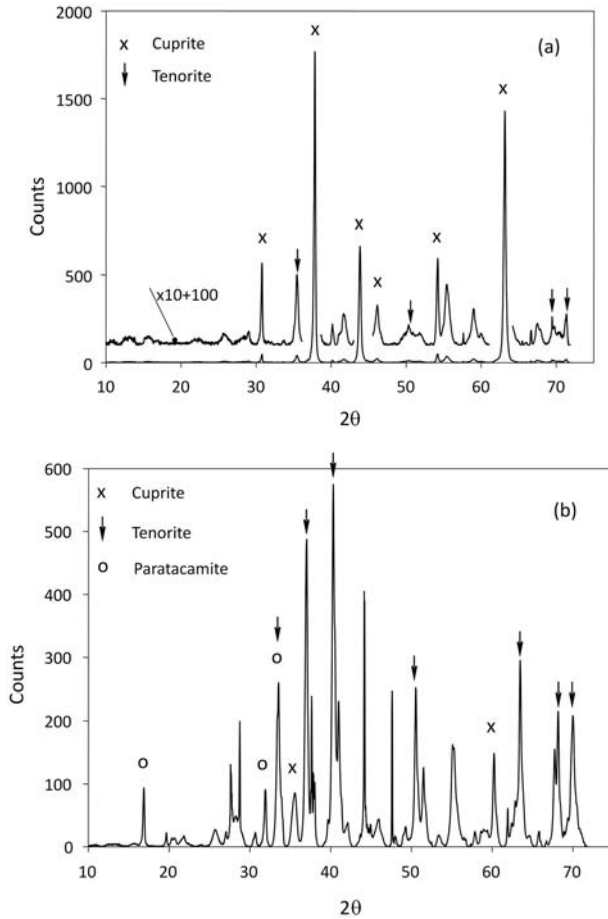 2000
x Cuprite
x
(a)
Tenorite
1500
x
Counts
1000
x
x
x
500
x
x10+100
0
10 20 30 40 50 60 70
2θ
600
x Cuprite
(b)
500
Tenorite
o Paratacamite
400
Counts
300
o
200
x
o
o
x
100
0
10 20 30 40 50 60 70
2θ